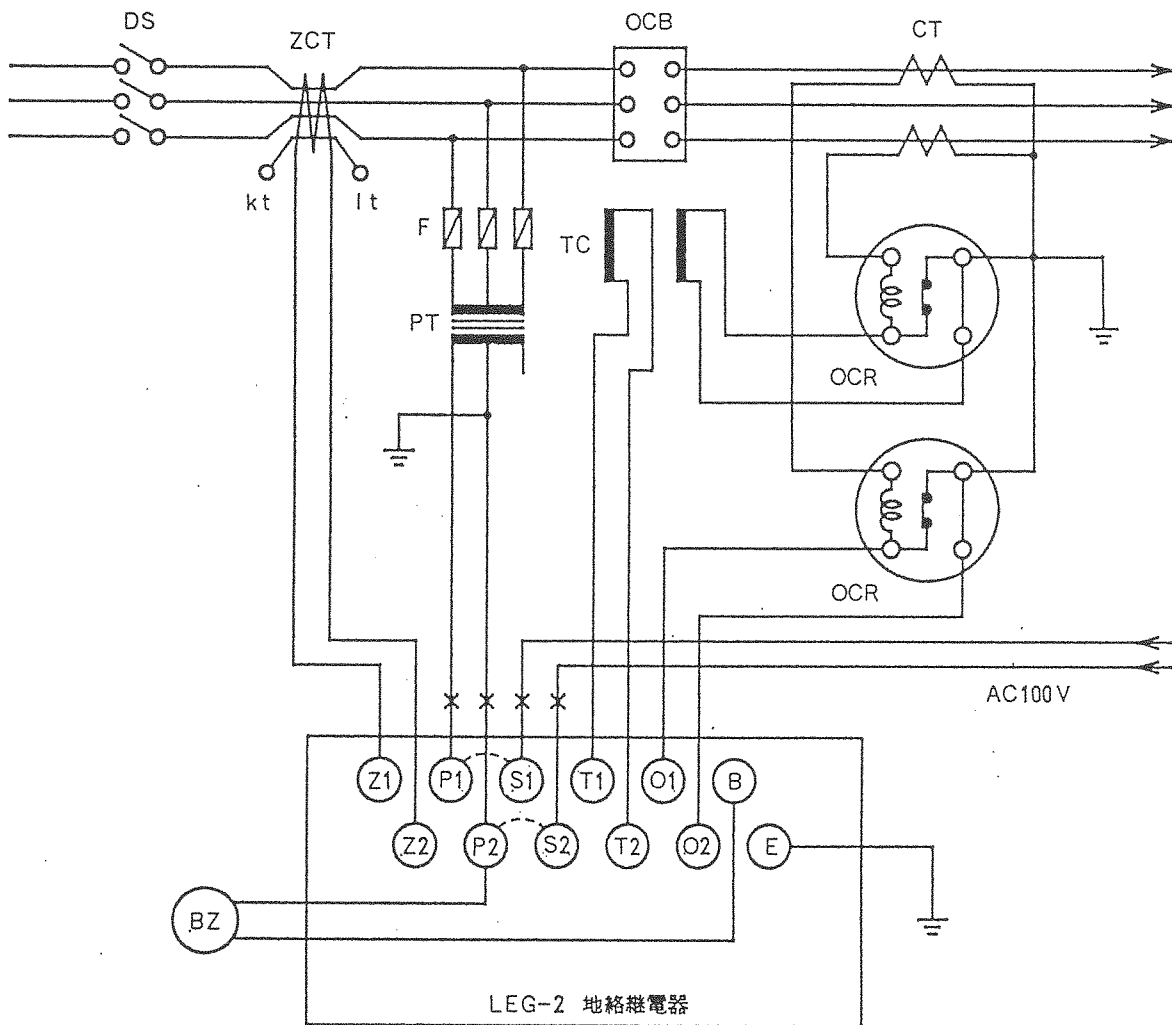 DS
ZCT
OCB
CT
kt
lt
F
TC
PT
OCR
OCR
AC100V
Z1
P1
S1
T1
O1
B
Z2
P2
S2
T2
O2
E
BZ
LEG-2 地絡継電器